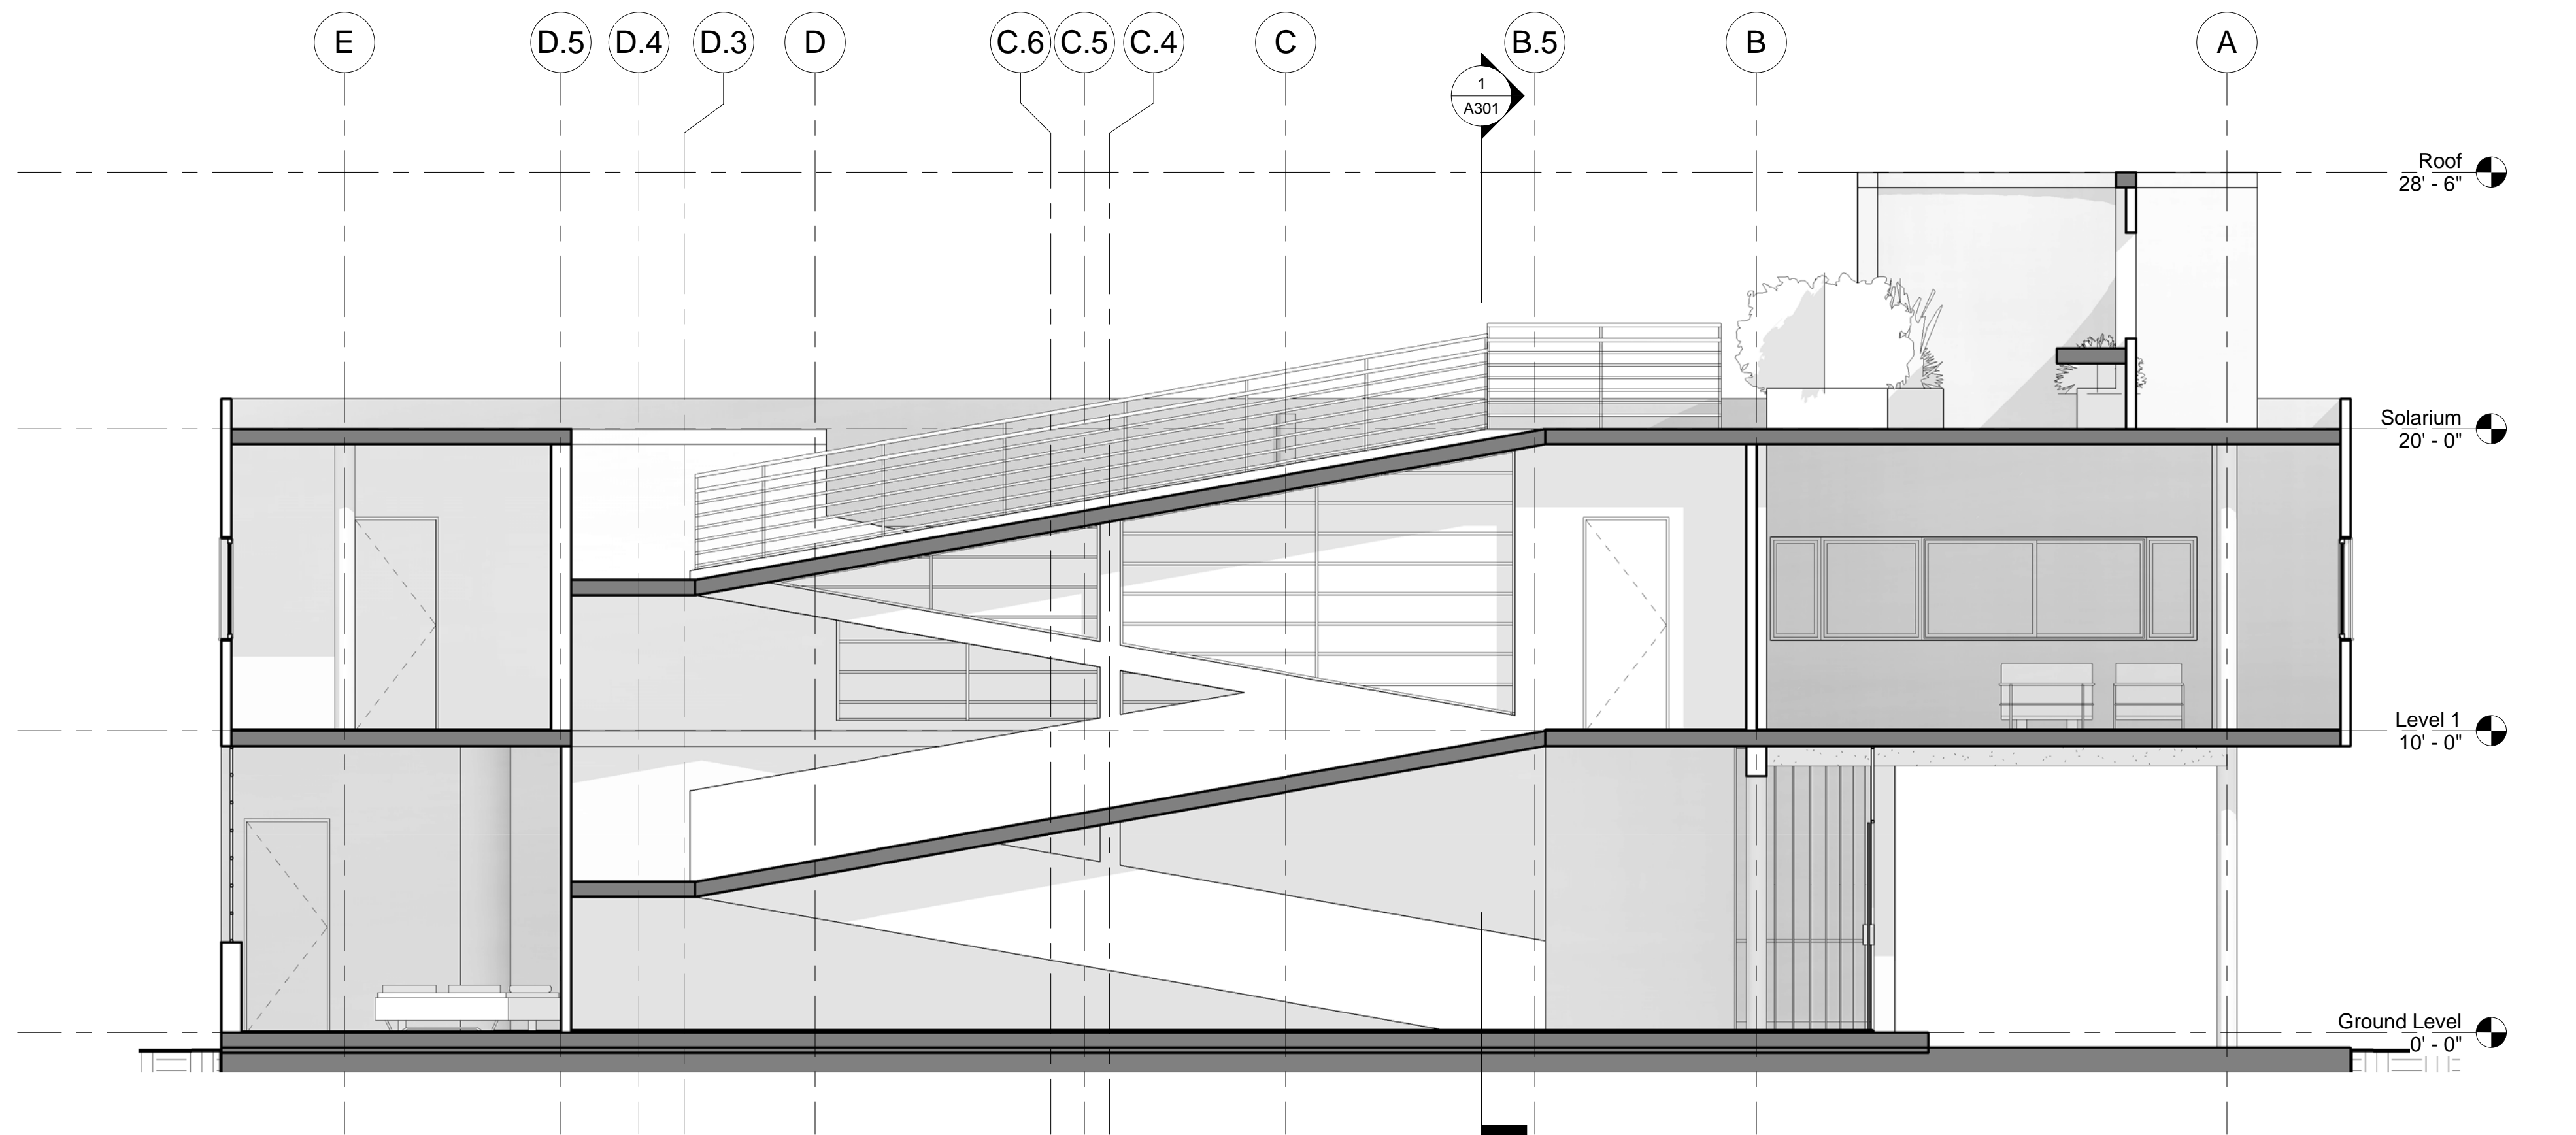 E
D.5
D.4
D.3
D
C.6
C.5
C.4
C
B.5
B
A
1
A301
Roof
28' - 6"
Solarium
20' - 0"
Level 1
10' - 0"
Ground Level
0' - 0"